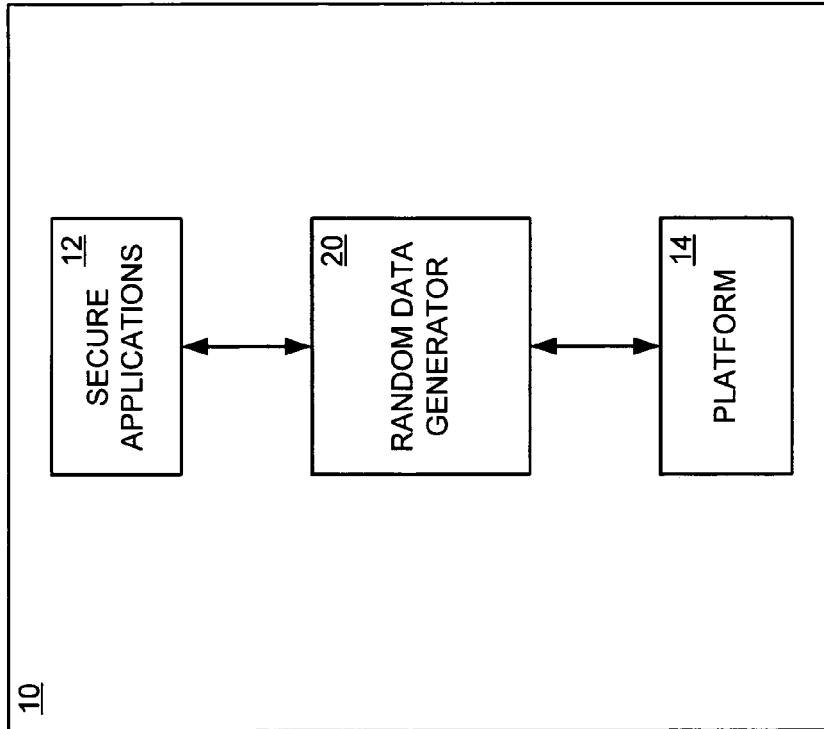 10
12
SECURE
APPLICATIONS
20
RANDOM DATA
GENERATOR
14
PLATFORM